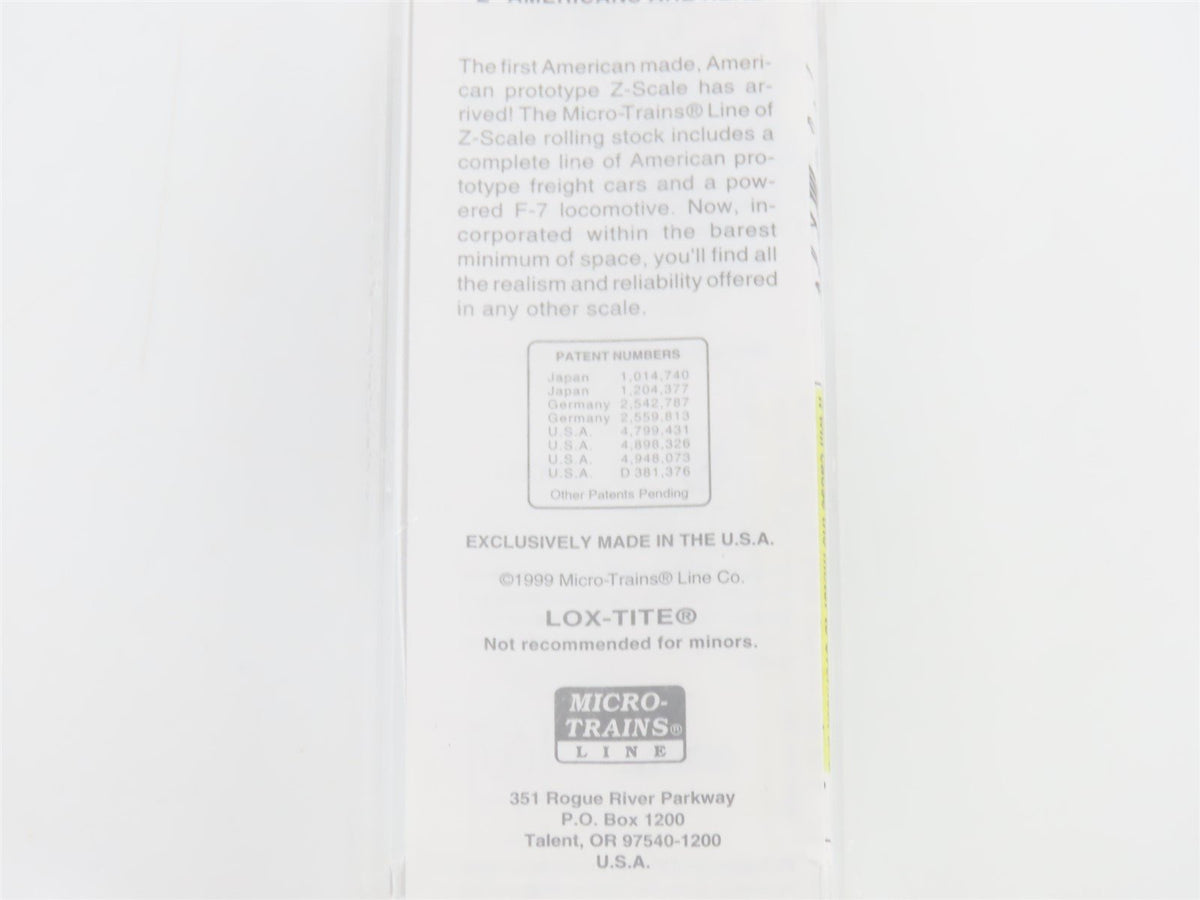 The first American made, Ameri-
can prototype Z-Scale has ar-
rived! The Micro-Trains® Line of
Z-Scale rolling stock includes a
complete line of American pro-
totype freight cars and a pow-
ered F-7 locomotive. Now, in-
corporated within the barest
minimum of space, you'll find all
the realism and reliability offered
in any other scale.
PATENT NUMBERS
Japan 1,014,740
Japan 1,204,377
Germany 2,542,787
Germany 2,559,813
U.S.A. 4,799,431
U.S.A. 4,898,326
U.S.A. 4,948,073
U.S.A. D 381,376
Other Patents Pending
EXCLUSIVELY MADE IN THE U.S.A.
©1999 Micro-Trains® Line Co.
LOX-TITE®
Not recommended for minors.
MICRO-
TRAINS®
LINE
351 Rogue River Parkway
P.O. Box 1200
Talent, OR 97540-1200
U.S.A.